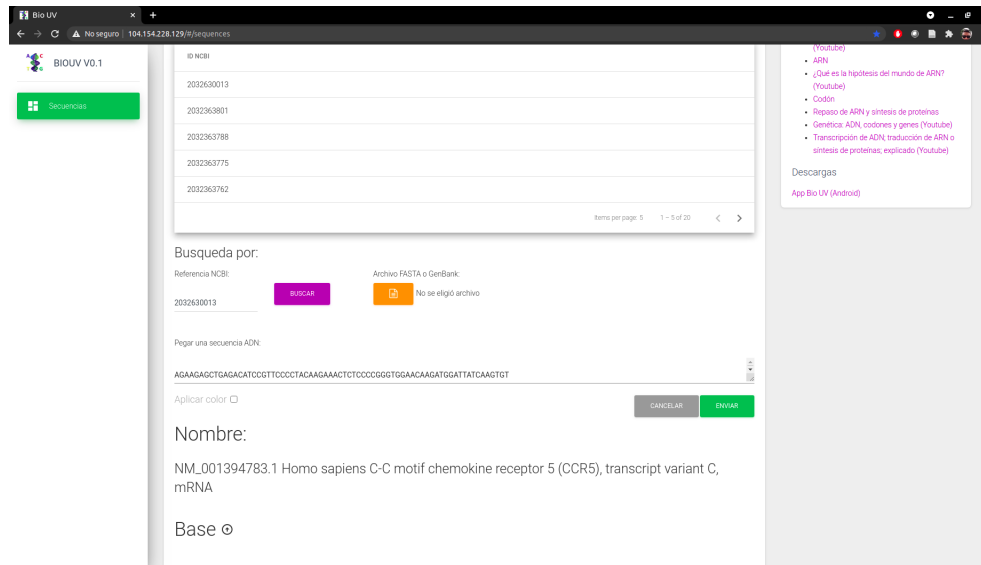 Bio UV
No seguro
104.154.228.129/#/sequences
BIOUV V0.1
Secuencias
ID NCBI
2032630013
2032363801
2032363788
2032363775
2032363762
Items per page: 5 1 – 5 of 20
Busqueda por:
Referencia NCBI:
2032630013
BUSCAR
Archivo FASTA o GenBank:
No se eligió archivo
Pegar una secuencia ADN:
AGAAGAGCTGAGACATCCGTTCCCCTACAAGAAACTCTCCCCGGGTGGAACAAGATGGATTATCAAGTGT
Aplicar color
CANCELAR
ENVIAR
Nombre:
NM_001394783.1 Homo sapiens C-C motif chemokine receptor 5 (CCR5), transcript variant C,
mRNA
Base
(Youtube)
• ARN
• ¿Qué es la hipótesis del mundo de ARN?
(Youtube)
• Codón
• Repaso de ARN y síntesis de proteínas
• Genética: ADN, codones y genes (Youtube)
• Transcripción de ADN, traducción de ARN o
síntesis de proteínas; explicado (Youtube)
Descargas
App Bio UV (Android)